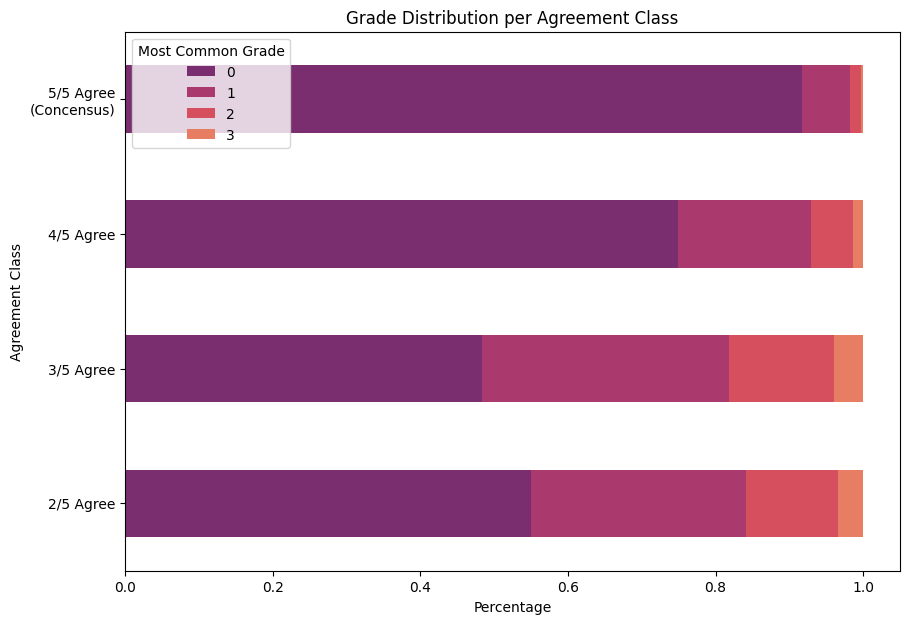 Grade Distribution per Agreement Class
Most Common Grade
0
1
2
3
5/5 Agree
(Concensus)
4/5 Agree
3/5 Agree
2/5 Agree
Agreement Class
0.0 0.2 0.4 0.6 0.8 1.0
Percentage